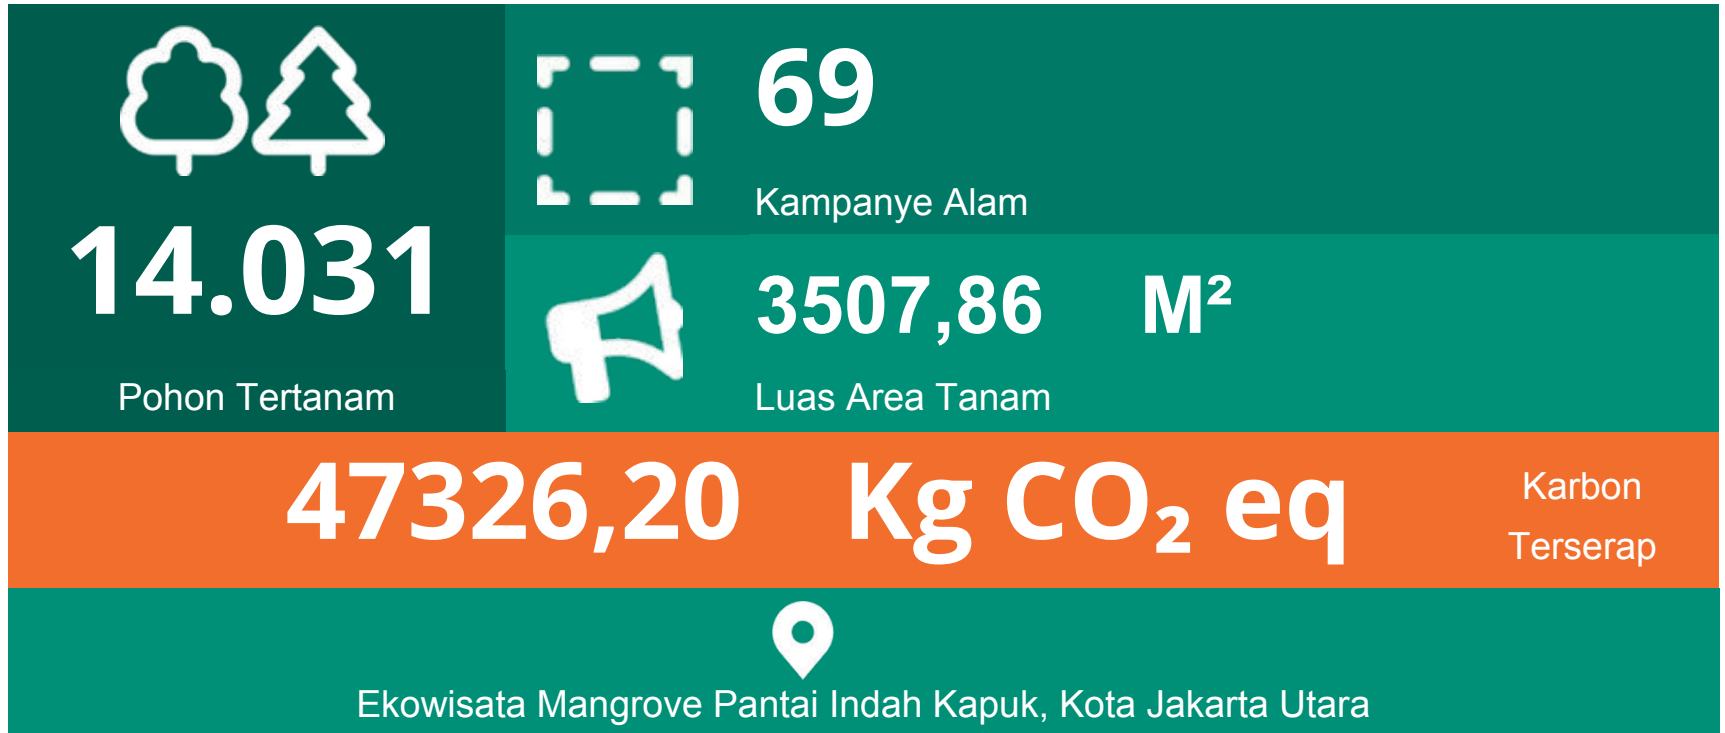 14.031
Pohon Tertanam
69
Kampanye Alam
3507,86 M²
Luas Area Tanam
47326,20 Kg CO₂ eq
Karbon
Terserap
Ekowisata Mangrove Pantai Indah Kapuk, Kota Jakarta Utara